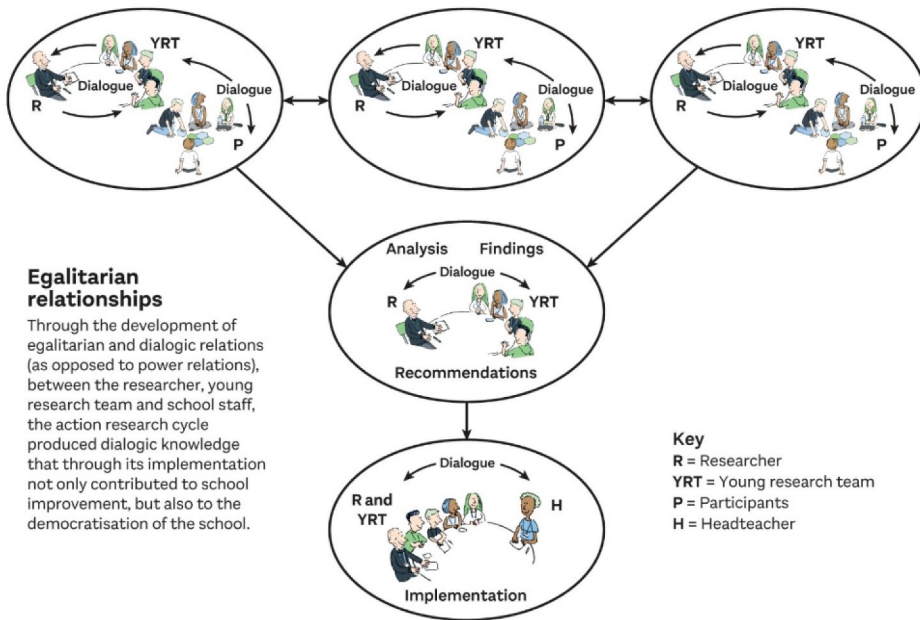 YRT
Dialogue
Dialogue
R
P
YRT
Dialogue
Dialogue
R
P
YRT
Dialogue
Dialogue
R
P
Analysis Findings
Dialogue
R
YRT
Recommendations
Egalitarian
relationships
Through the development of
egalitarian and dialogic relations
(as opposed to power relations),
between the researcher, young
research team and school staff,
the action research cycle
produced dialogic knowledge
that through its implementation
not only contributed to school
improvement, but also to the
democratisation of the school.
Dialogue
R and
YRT
H
Implementation
Key
R = Researcher
YRT = Young research team
P = Participants
H = Headteacher